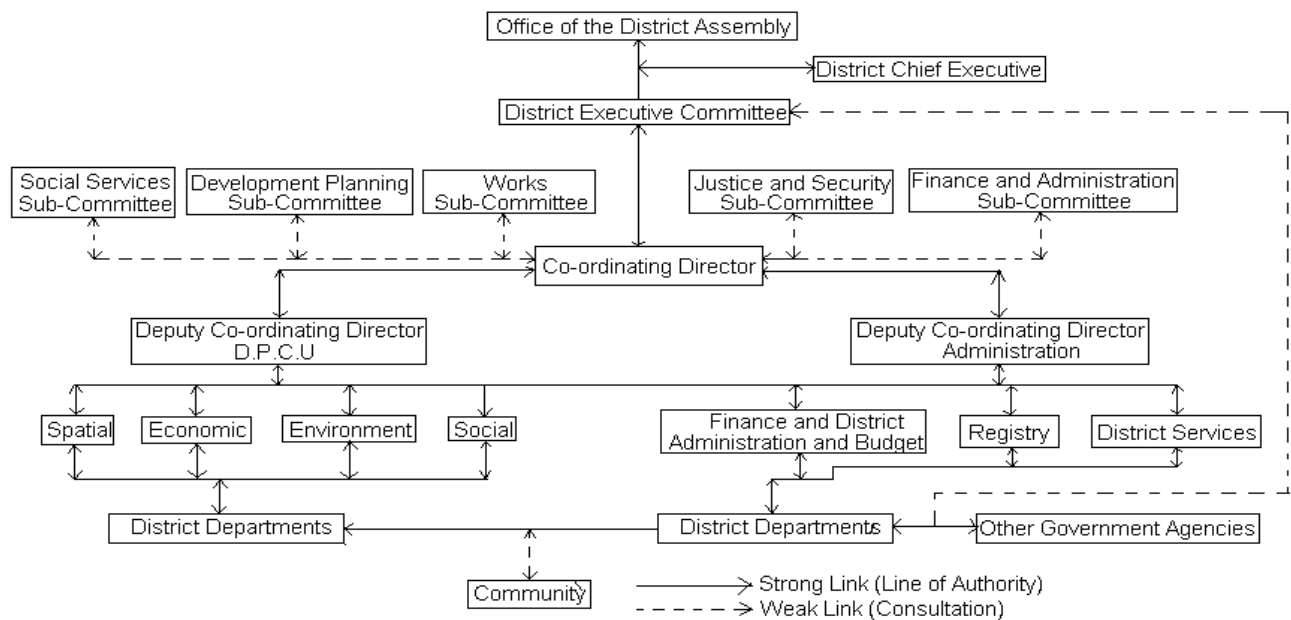 Office of the District Assembly
District Chief Executive
District Executive Committee
Social Services
Sub-Committee
Development Planning
Sub-Committee
Works
Sub-Committee
Justice and Security
Sub-Committee
Finance and Administration
Sub-Committee
Co-ordinating Director
Deputy Co-ordinating Director
D.P.C.U
Deputy Co-ordinating Director
Administration
Spatial
Economic
Environment
Social
Finance and District
Administration and Budget
Registry
District Services
District Departments
District Departments
Other Government Agencies
Community
Strong Link (Line of Authority)
Weak Link (Consultation)